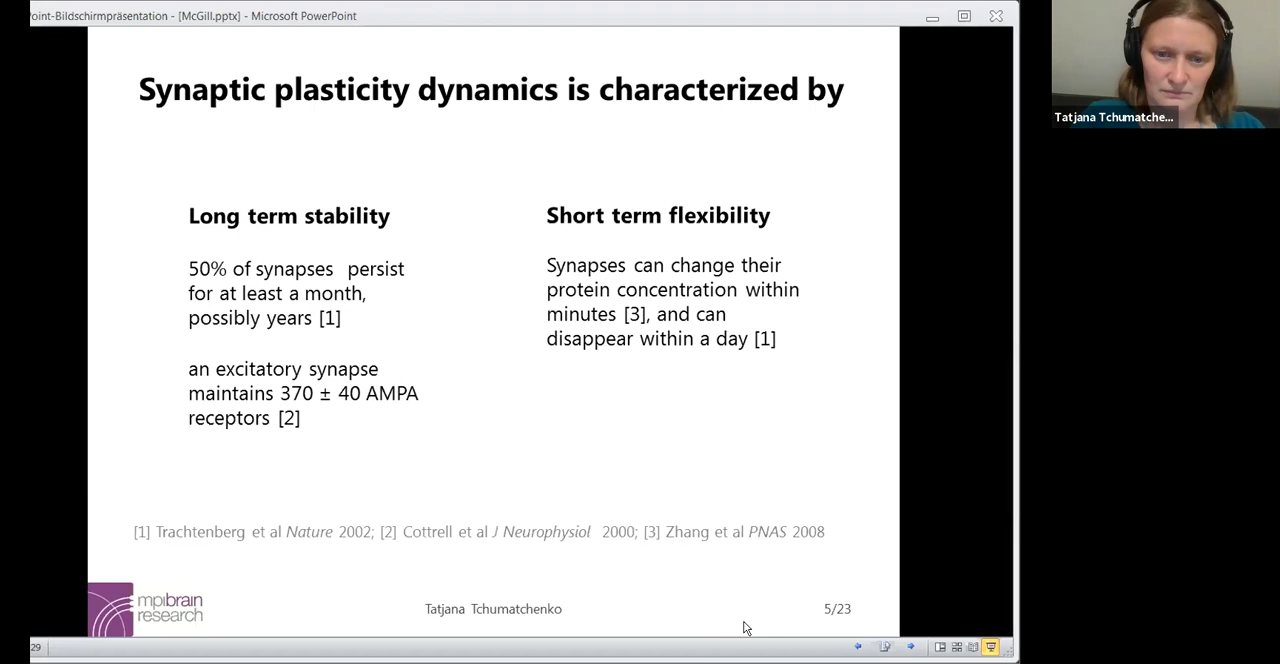 oint-Bildschirmpräsentation - [McGill.pptx] - Microsoft PowerPoint
Tatjana Tchumatche...
Synaptic plasticity dynamics is characterized by
Long term stability
50% of synapses persist
for at least a month,
possibly years [1]
an excitatory synapse
maintains 370 ± 40 AMPA
receptors [2]
Short term flexibility
Synapses can change their
protein concentration within
minutes [3], and can
disappear within a day [1]
[1] Trachtenberg et al Nature 2002; [2] Cottrell et al J Neurophysiol 2000; [3] Zhang et al PNAS 2008
mpibrain
research
Tatjana Tchumatchenko
5/23
29